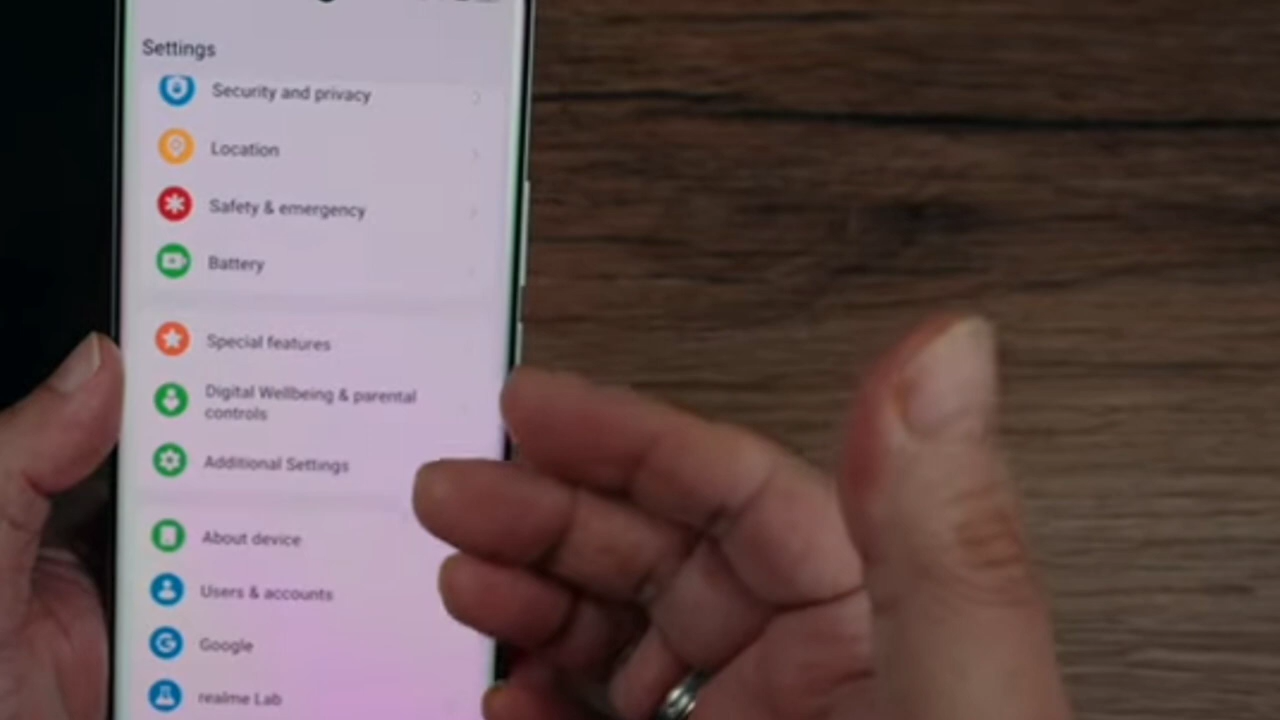 Settings
Security and privacy
Location
Safety & emergency
Battery
Special features
Digital Wellbeing & parental
controls
Additional Settings
About device
Users & accounts
Google
realme Lab